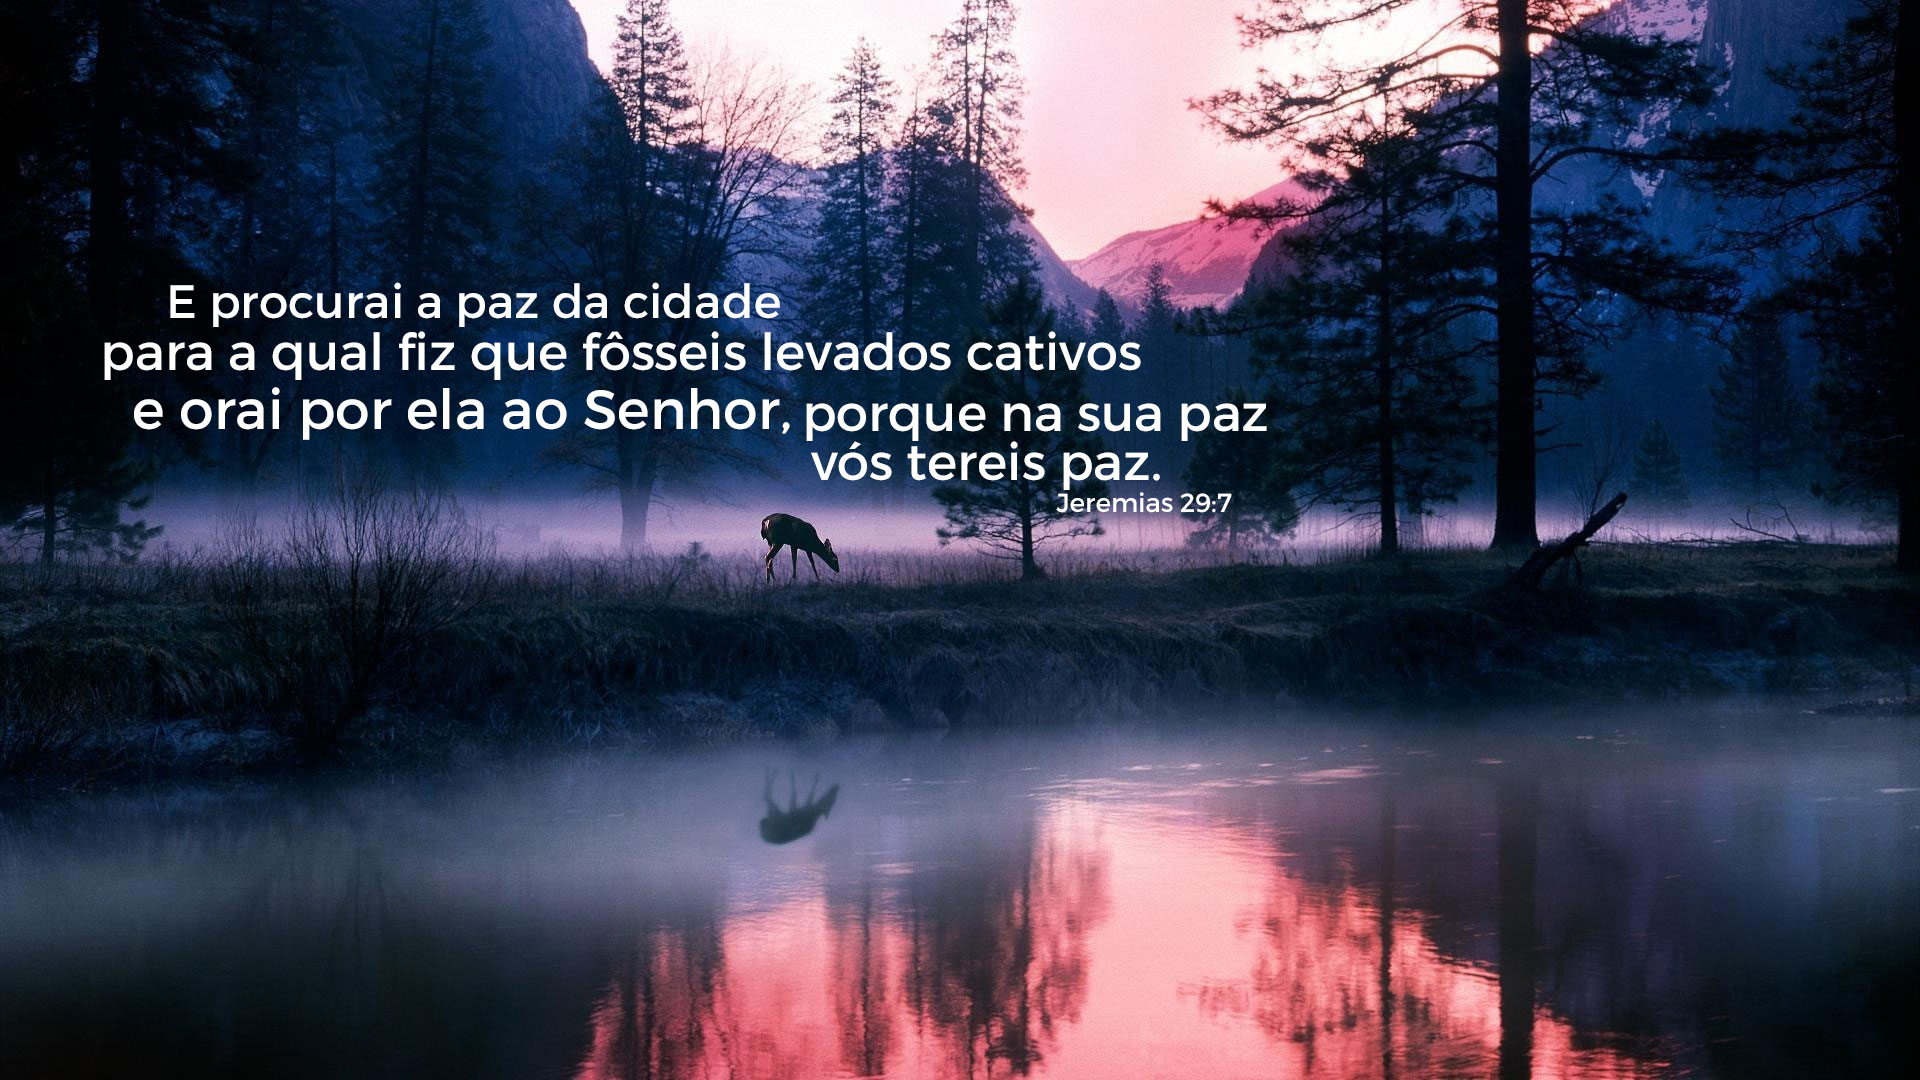 E procurai a paz da cidade
para a qual fiz que fôsseis levados cativos
e orai por ela ao Senhor, porque na sua paz
vós tereis paz.
Jeremias 29:7